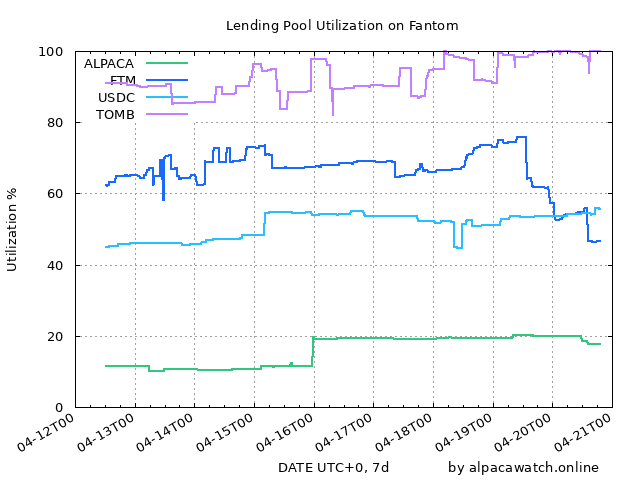 Lending Pool Utilization on Fantom
100
80
60
40
20
0
Utilization %
ALPACA
FTM
USDC
TOMB
04-12T00
04-13T00
04-14T00
04-15T00
04-16T00
04-17T00
04-18T00
04-19T00
04-20T00
04-21T00
DATE UTC+0, 7d
by alpacawatch.online